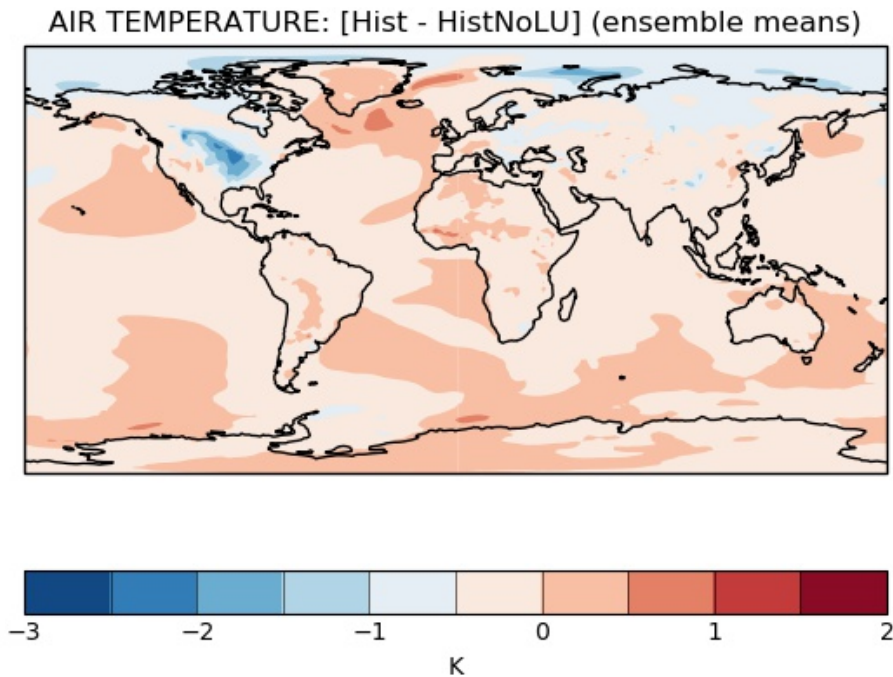 AIR TEMPERATURE: [Hist - HistNoLU] (ensemble means)
−3 −2 −1 0 1 2
K